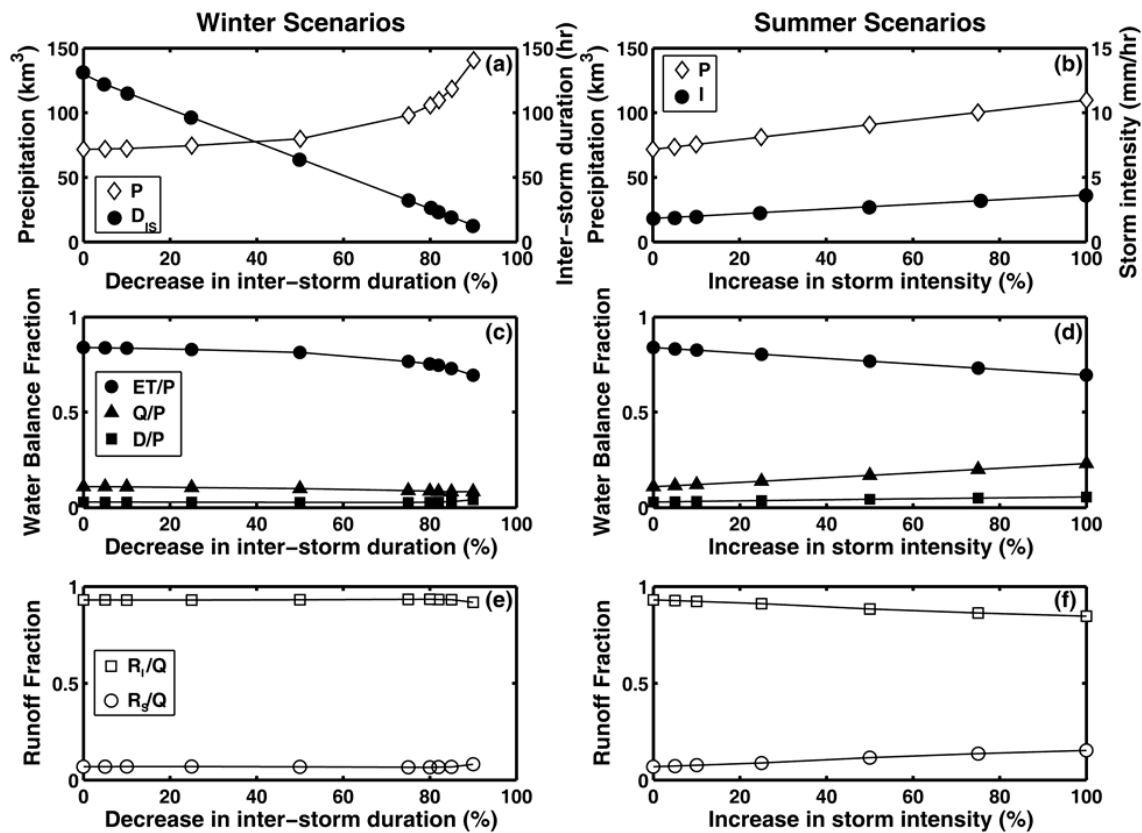 Winter Scenarios
Summer Scenarios
150
100
50
0
Precipitation (km³)
150
100
50
0
Inter−storm duration (hr)
(a)
P
D_IS
0 20 40 60 80 100
Decrease in inter−storm duration (%)
150
100
50
0
Precipitation (km³)
15
10
5
0
Storm intensity (mm/hr)
(b)
P
I
0 20 40 60 80 100
Increase in storm intensity (%)
1
0.5
0
Water Balance Fraction
(c)
ET/P
Q/P
D/P
0 20 40 60 80 100
Decrease in inter−storm duration (%)
1
0.5
0
Water Balance Fraction
(d)
0 20 40 60 80 100
Increase in storm intensity (%)
1
0.5
0
Runoff Fraction
(e)
R_I/Q
R_S/Q
0 20 40 60 80 100
Decrease in inter−storm duration (%)
1
0.5
0
Runoff Fraction
(f)
0 20 40 60 80 100
Increase in storm intensity (%)